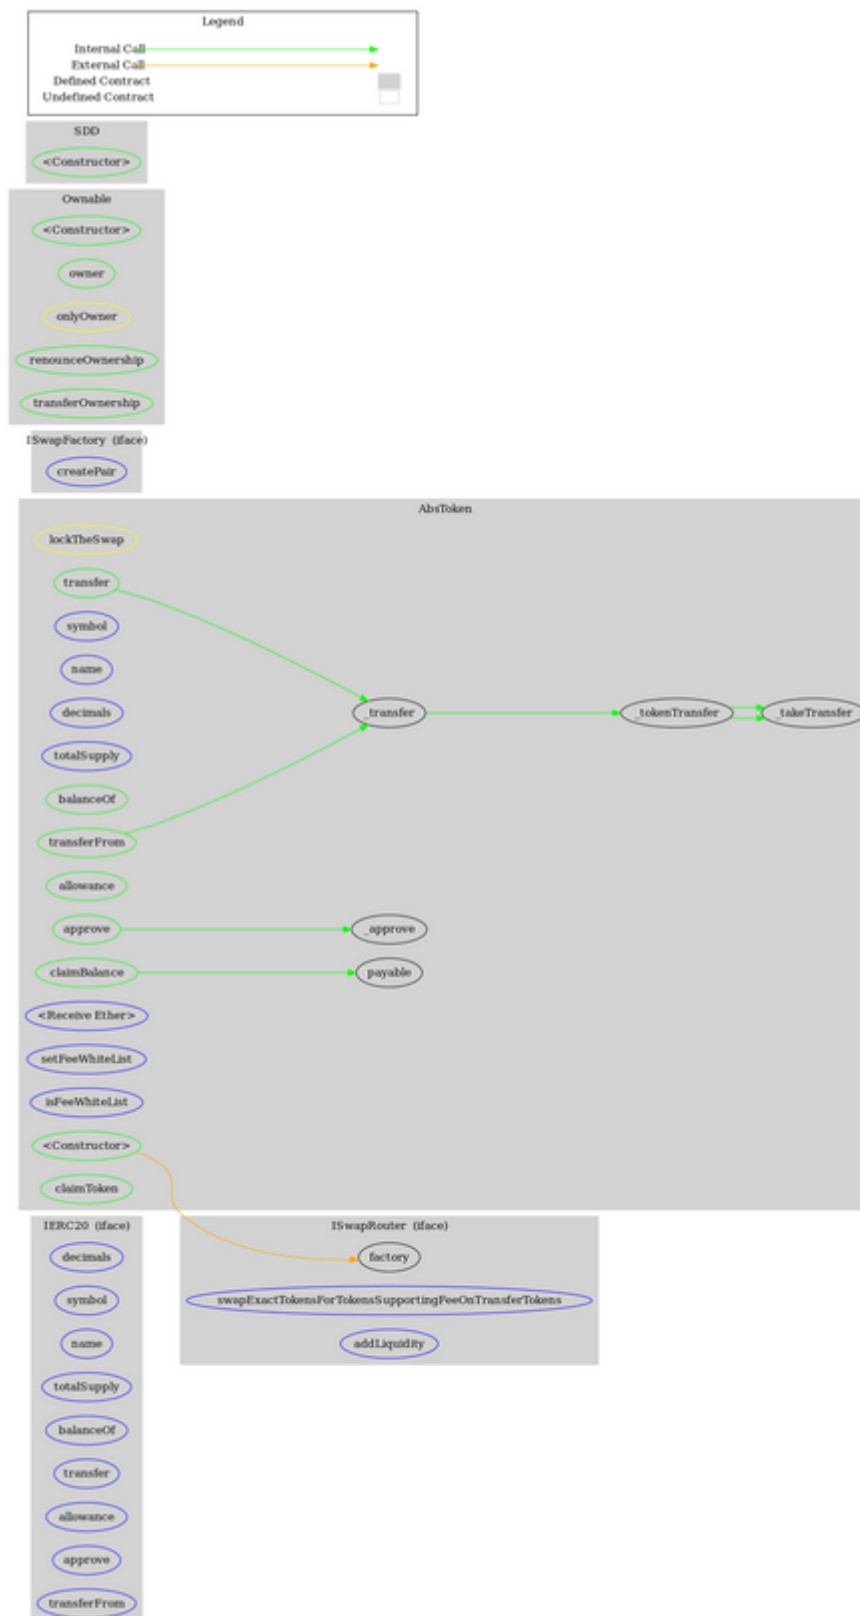 Legend
Internal Call
External Call
Defined Contract
Undefined Contract
SDD
<Constructor>
Ownable
<Constructor>
owner
onlyOwner
renounceOwnership
transferOwnership
ISwapFactory (iface)
createPair
AbsToken
lockTheSwap
transfer
symbol
name
decimals
_transfer
_tokenTransfer
_takeTransfer
totalSupply
balanceOf
transferFrom
allowance
approve
_approve
claimBalance
payable
<Receive Ether>
setFeeWhiteList
isFeeWhiteList
<Constructor>
claimToken
IERC20 (iface)
decimals
symbol
name
totalSupply
balanceOf
transfer
allowance
approve
transferFrom
ISwapRouter (iface)
factory
swapExactTokensForTokensSupportingFeeOnTransferTokens
addLiquidity